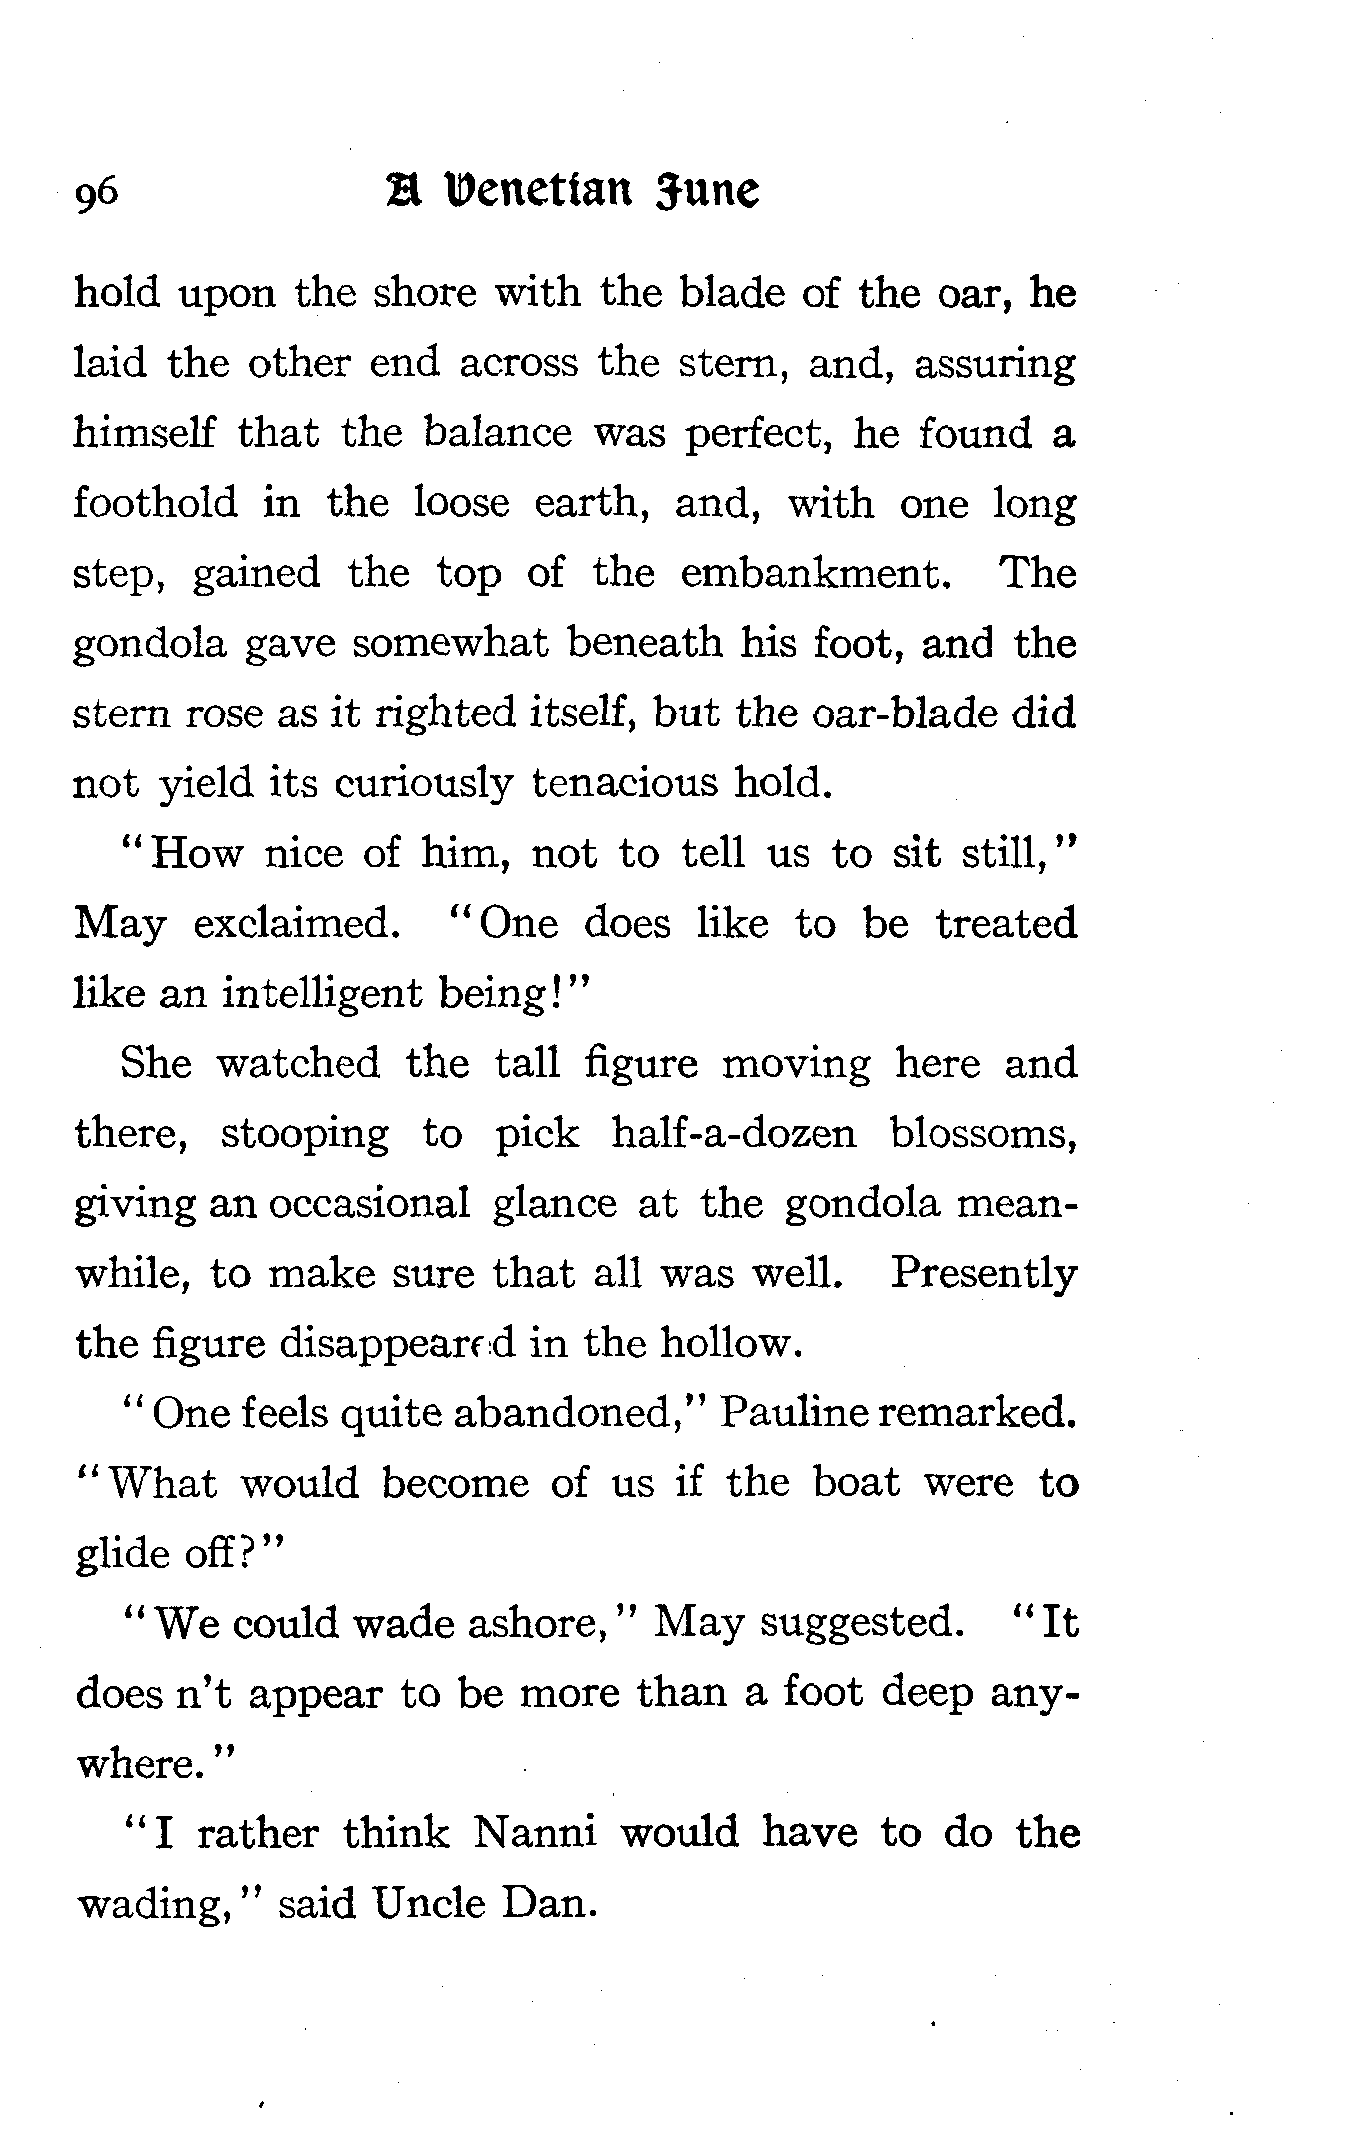 96 A Venetian June
hold upon the shore with the blade of the oar, he
laid the other end across the stern, and, assuring
himself that the balance was perfect, he found a
foothold in the loose earth, and, with one long
step, gained the top of the embankment. The
gondola gave somewhat beneath his foot, and the
stern rose as it righted itself, but the oar-blade did
not yield its curiously tenacious hold.
"How nice of him, not to tell us to sit still,"
May exclaimed. "One does like to be treated
like an intelligent being!"
She watched the tall figure moving here and
there, stooping to pick half-a-dozen blossoms,
giving an occasional glance at the gondola mean-
while, to make sure that all was well. Presently
the figure disappeared in the hollow.
"One feels quite abandoned," Pauline remarked.
"What would become of us if the boat were to
glide off?"
"We could wade ashore," May suggested. "It
does n't appear to be more than a foot deep any-
where."
"I rather think Nanni would have to do the
wading," said Uncle Dan.